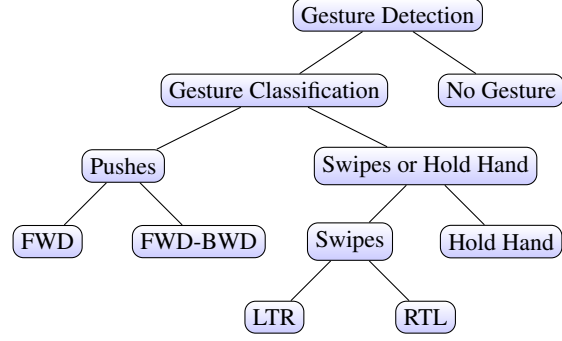 Gesture Detection
Gesture Classification
No Gesture
Pushes
Swipes or Hold Hand
FWD
FWD-BWD
Swipes
Hold Hand
LTR
RTL